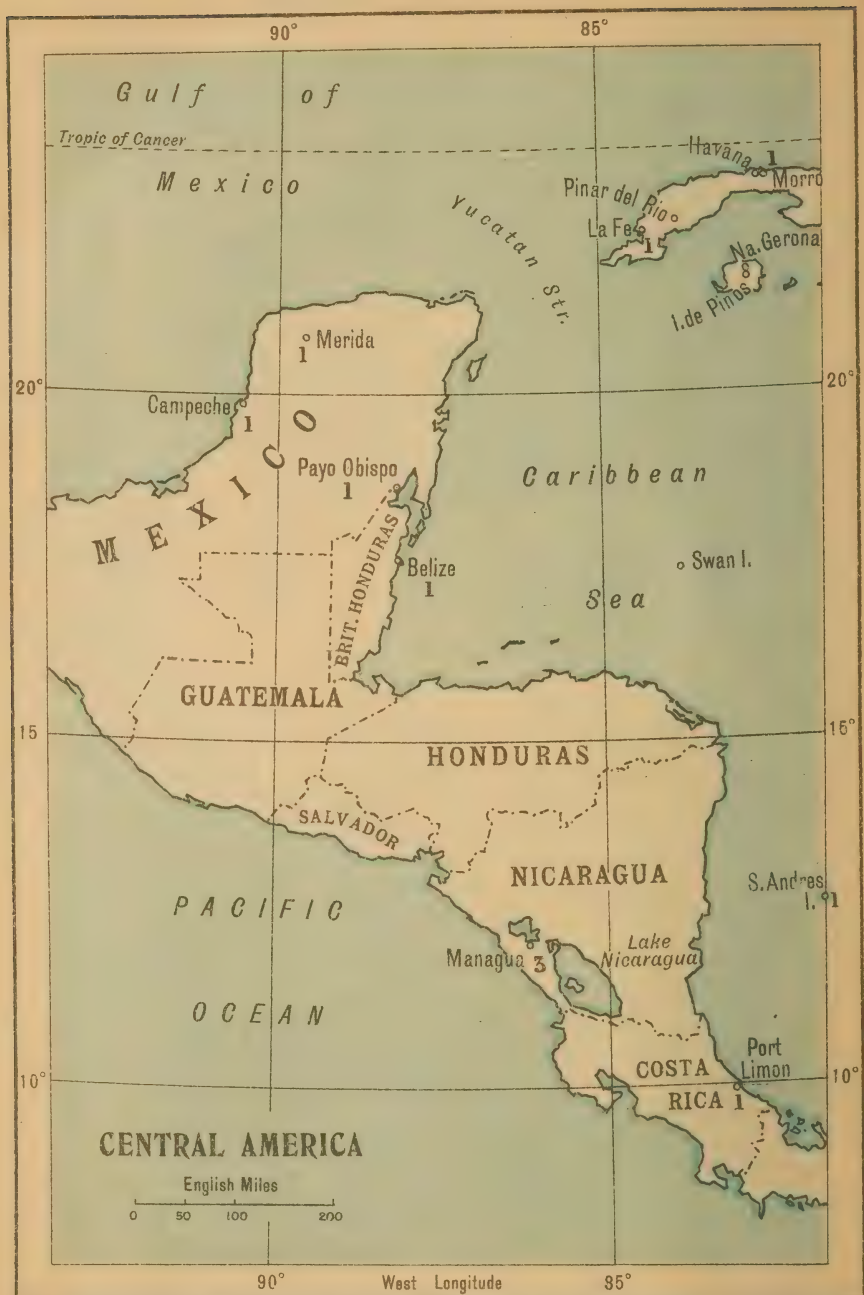 90° 85°
Gulf of
Tropic of Cancer
Mexico
Yucatan Str.
Havana 1
Morro
Pinar del Rio
La Fe
1
Na. Gerona
8
I. de Pinos
Merida
1
20° 20°
Campeche
1
MEXICO
Payo Obispo
1
Caribbean
BRIT. HONDURAS
Belize
1
Swan I.
Sea
GUATEMALA
15 15°
HONDURAS
SALVADOR
NICARAGUA
S. Andres
I. 1
PACIFIC
Lake
Nicaragua
Managua
3
OCEAN
Port
Limon
COSTA
10° 10°
RICA 1
CENTRAL AMERICA
English Miles
0 50 100 200
90° West Longitude 85°